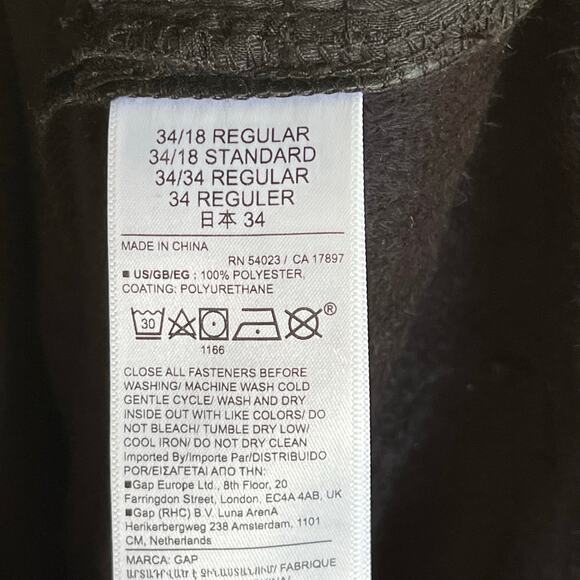 34/18 REGULAR
34/18 STANDARD
34/34 REGULAR
34 REGULER
日本 34
MADE IN CHINA
RN 54023 / CA 17897
■ US/GB/EG : 100% POLYESTER,
COATING: POLYURETHANE
30
®
1166
CLOSE ALL FASTENERS BEFORE
WASHING/ MACHINE WASH COLD
GENTLE CYCLE/ WASH AND DRY
INSIDE OUT WITH LIKE COLORS/ DO
NOT BLEACH/ TUMBLE DRY LOW/
COOL IRON/ DO NOT DRY CLEAN
Imported By/Importe Par/DISTRIBUIDO
POR/ΕΙΣΑΓΕΤΑΙ ΑΠΟ ΤΗΝ:
■Gap Europe Ltd., 8th Floor, 20
Farringdon Street, London, EC4A 4AB, UK
■Gap (RHC) B.V. Luna ArenA
Herikerbergweg 238 Amsterdam, 1101
CM, Netherlands
MARCA: GAP
ԱՐՏԱԴՐՎԱԾ Է ՉԻՆԱՍՏԱՆՈՒՄ/ FABRIQUE